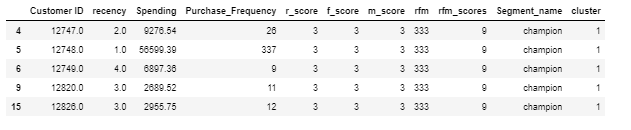 Customer ID recency Spending Purchase_Frequency r_score f_score m_score rfm rfm_scores Segment_name cluster
4 12747.0 2.0 9276.54 26 3 3 3 333 9 champion 1
5 12748.0 1.0 56599.39 337 3 3 3 333 9 champion 1
6 12749.0 4.0 6897.36 9 3 3 3 333 9 champion 1
9 12820.0 3.0 2689.52 11 3 3 3 333 9 champion 1
15 12826.0 3.0 2955.75 12 3 3 3 333 9 champion 1